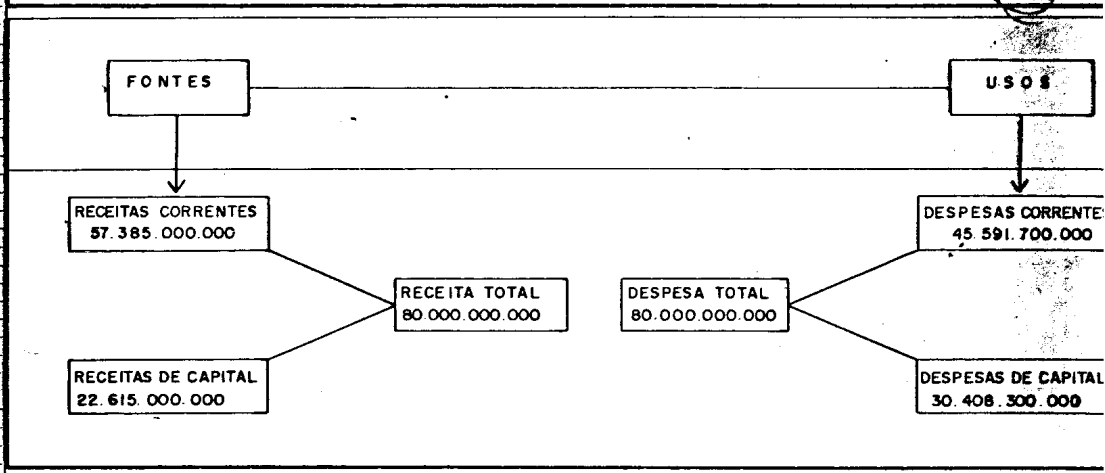 FONTES
USOS
RECEITAS CORRENTES
57.385.000.000
DESPESAS CORRENTES
45.591.700.000
RECEITA TOTAL
80.000.000.000
DESPESA TOTAL
80.000.000.000
RECEITAS DE CAPITAL
22.615.000.000
DESPESAS DE CAPITAL
30.408.300.000